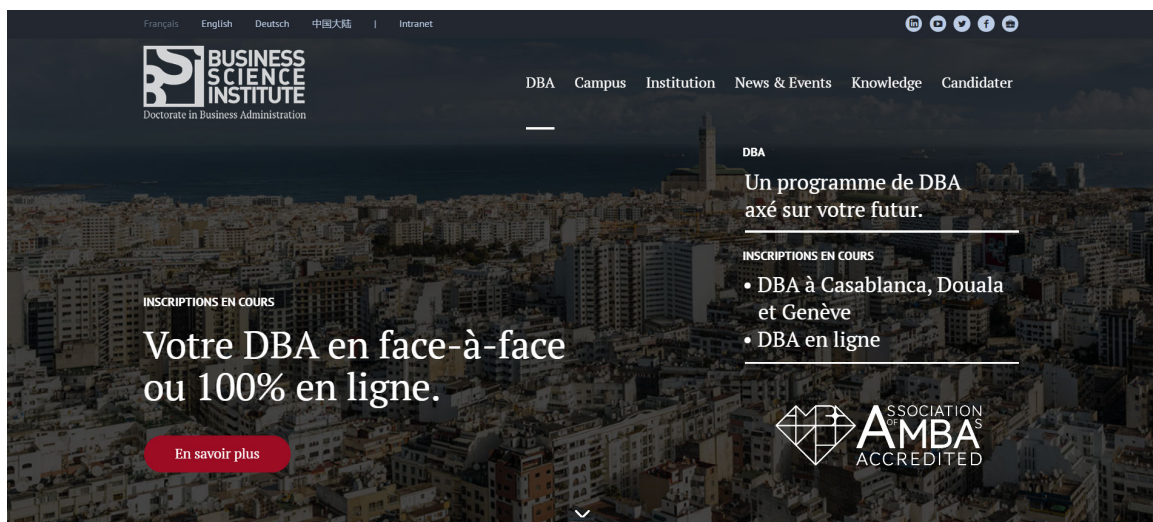 Français English Deutsch 中国大陆 | Intranet
BUSINESS
SCIENCE
INSTITUTE
Doctorate in Business Administration
DBA Campus Institution News & Events Knowledge Candidater
DBA
Un programme de DBA
axé sur votre futur.
INSCRIPTIONS EN COURS
• DBA à Casablanca, Douala
et Genève
• DBA en ligne
INSCRIPTIONS EN COURS
Votre DBA en face-à-face
ou 100% en ligne.
En savoir plus
ASSOCIATION
OF AMBAs
ACCREDITED